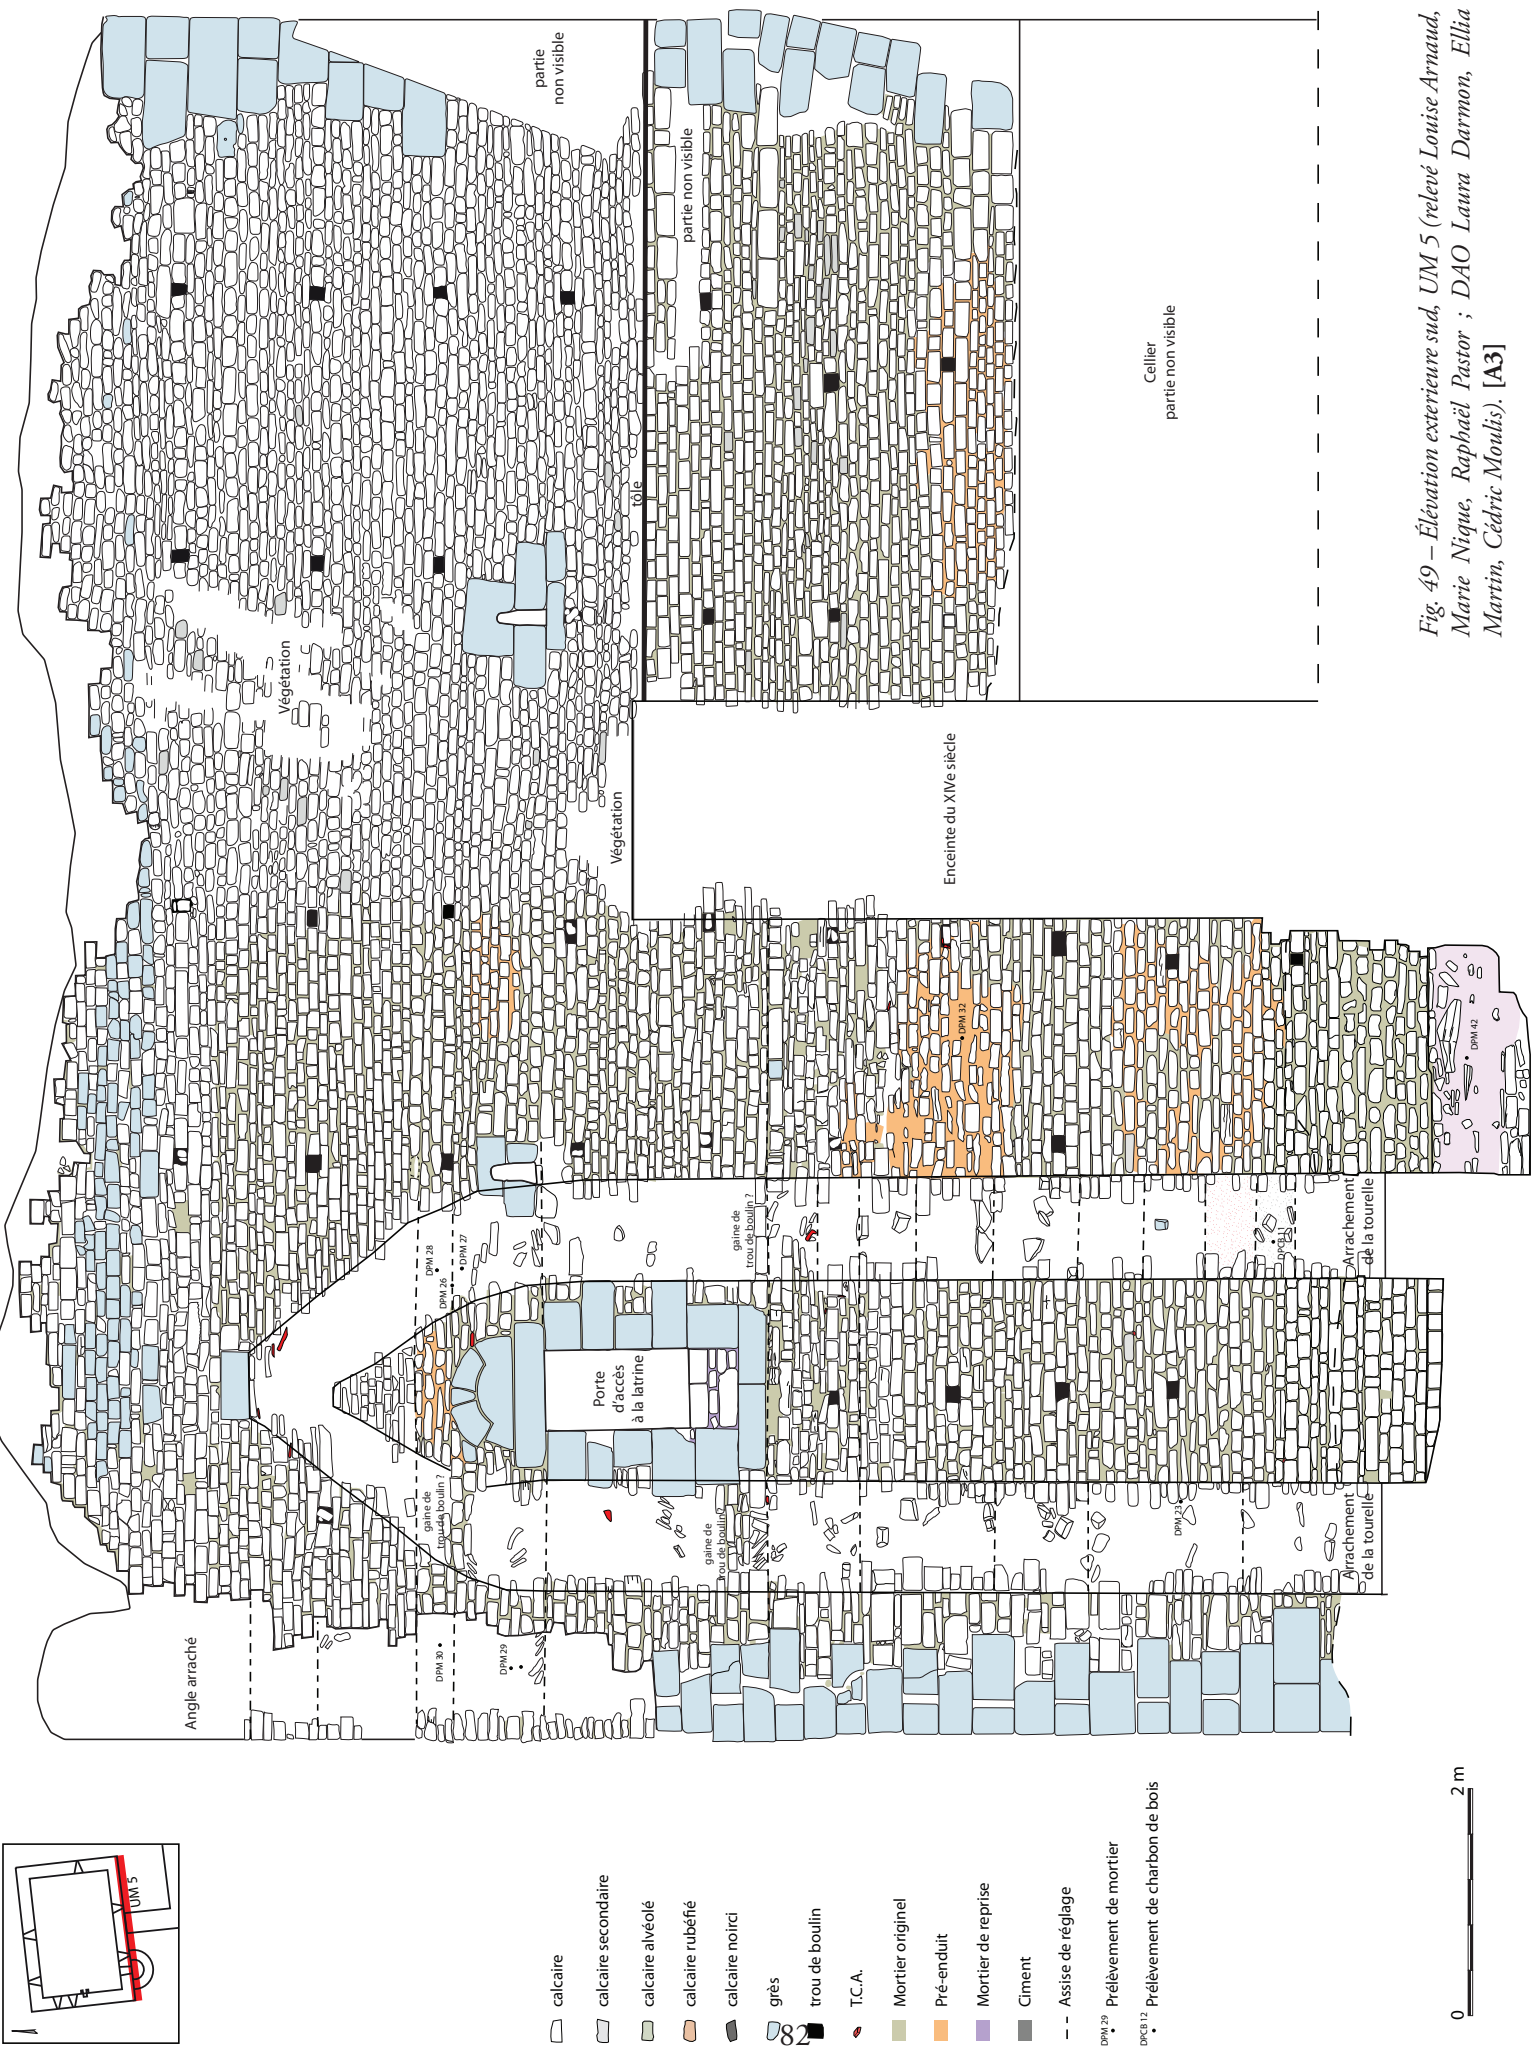 partie
non visible
partie non visible
tôle
Végétation
Végétation
Cellier
partie non visible
Enceinte du XIVe siècle
DPM 32
DPM 42
gaine de
trou de boulin ?
Arrachement
de la tourelle
DPCB 11
DPM 28
DPM 26
DPM 27
Porte
d'accès
à la latrine
gaine de
trou de boulin ?
gaine de
trou de boulin ?
DPM 23
Arrachement
de la tourelle
Angle arraché
DPM 30
DPM 29
UM 5
calcaire
calcaire secondaire
calcaire alvéolé
calcaire rubéfié
calcaire noirci
grès
trou de boulin
T.C.A.
Mortier originel
Pré-enduit
Mortier de reprise
Ciment
Assise de réglage
DPM 29 Prélèvement de mortier
DPCB 12 Prélèvement de charbon de bois
0 2 m
Fig. 49 – Élévation exterieure sud, UM 5 (relevé Louise Arnaud,
Marie Nique, Raphaël Pastor ; DAO Laura Darmon, Ellia
Martin, Cédric Moulis). [A3]
82